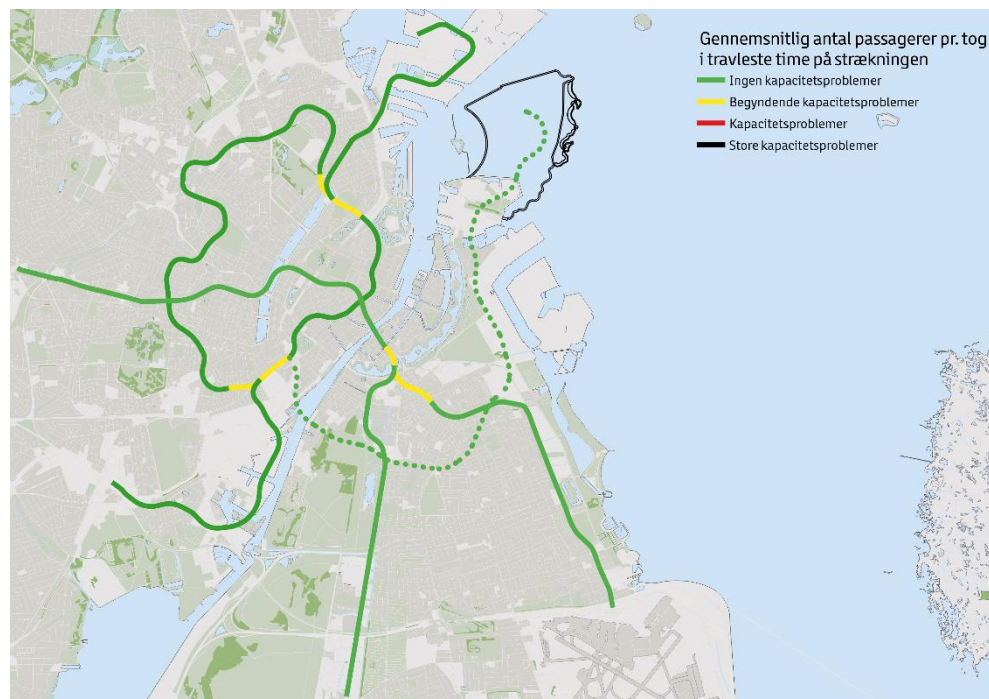 Gennemsnitlig antal passagerer pr. tog
i travleste time på strækningen
Ingen kapacitetsproblemer
Begyndende kapacitetsproblemer
Kapacitetsproblemer
Store kapacitetsproblemer